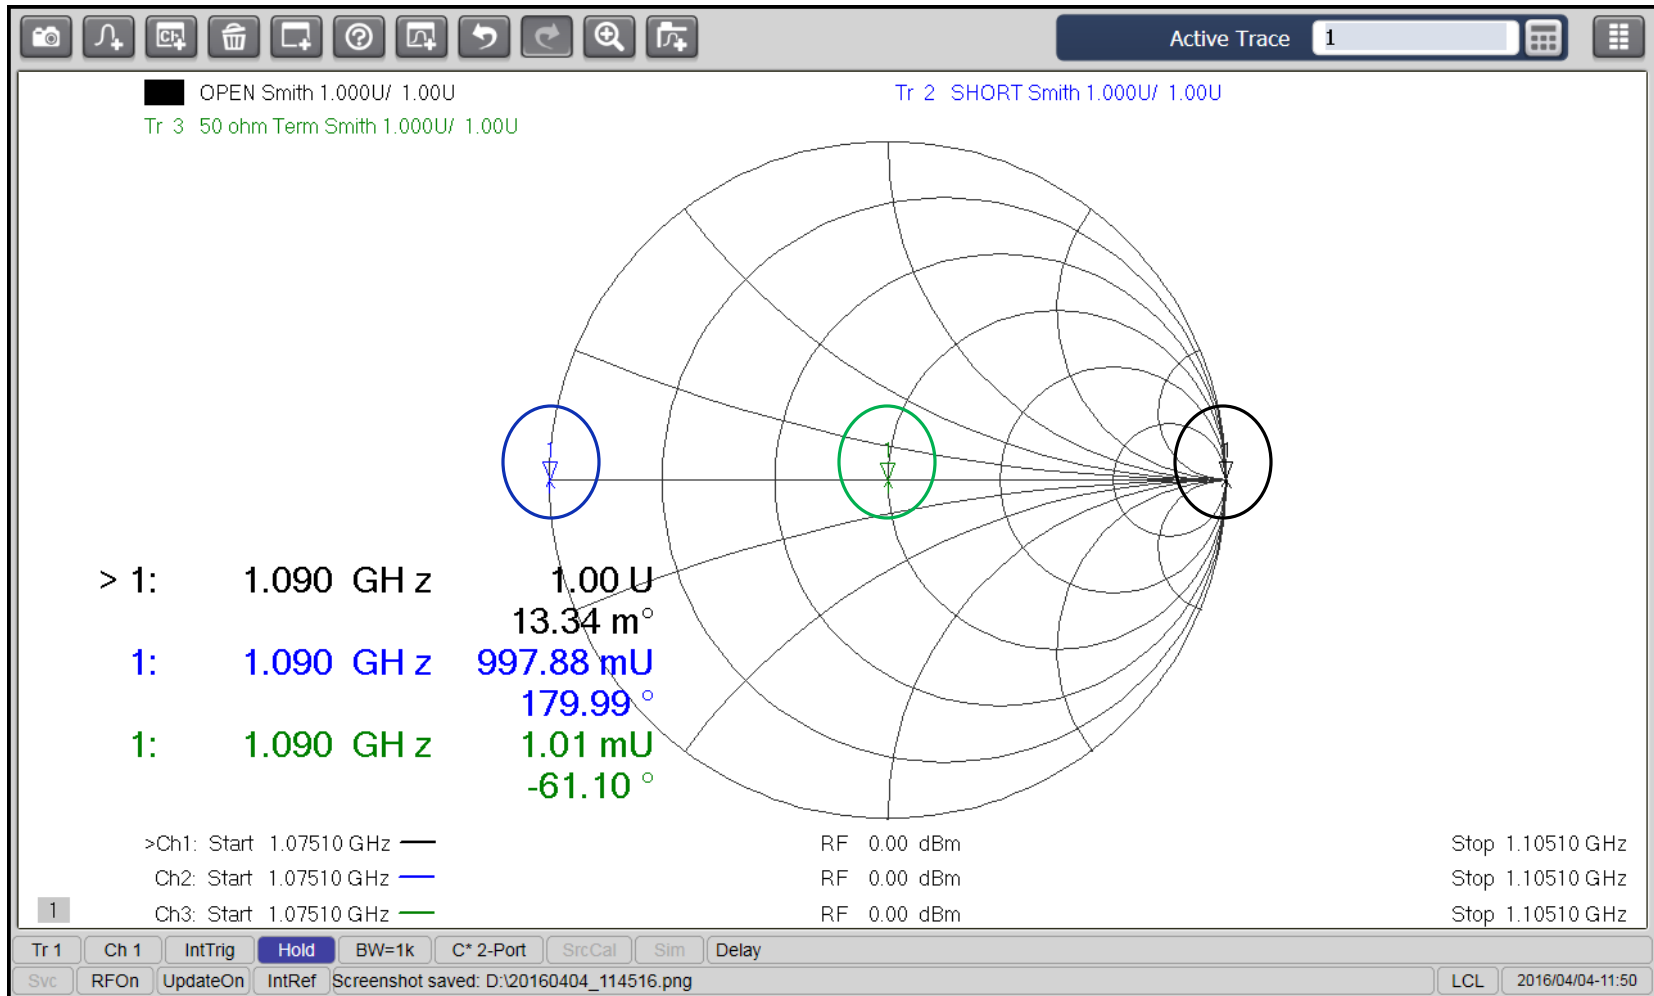 Active Trace 1
OPEN Smith 1.000U/ 1.00U
Tr 2 SHORT Smith 1.000U/ 1.00U
Tr 3 50 ohm Term Smith 1.000U/ 1.00U
1
1
1
> 1: 1.090 GHz 1.00 U
13.34 m°
1: 1.090 GHz 997.88 mU
179.99 °
1: 1.090 GHz 1.01 mU
-61.10 °
>Ch1: Start 1.07510 GHz RF 0.00 dBm Stop 1.10510 GHz
Ch2: Start 1.07510 GHz RF 0.00 dBm Stop 1.10510 GHz
1
Ch3: Start 1.07510 GHz RF 0.00 dBm Stop 1.10510 GHz
Tr 1 Ch 1 IntTrig Hold BW=1k C* 2-Port SrcCal Sim Delay
Svc RFOn UpdateOn IntRef Screenshot saved: D:\20160404_114516.png LCL 2016/04/04-11:50